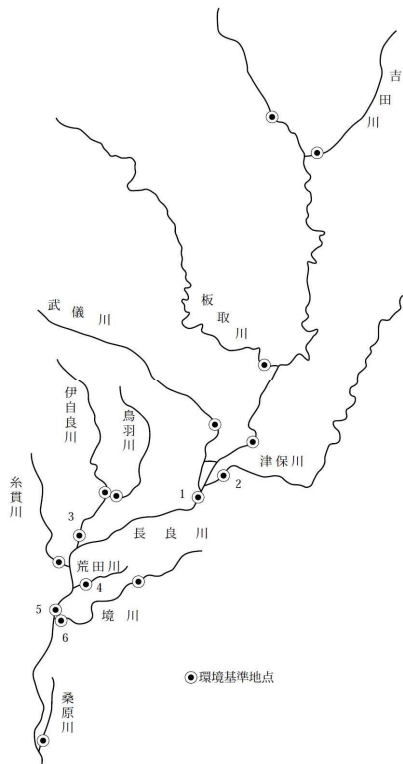 吉田川
板取川
武儀川
伊自良川
鳥羽川
糸貫川
津保川
1
2
3
長良川
荒田川
4
5
境川
6
◉環境基準地点
桑原川